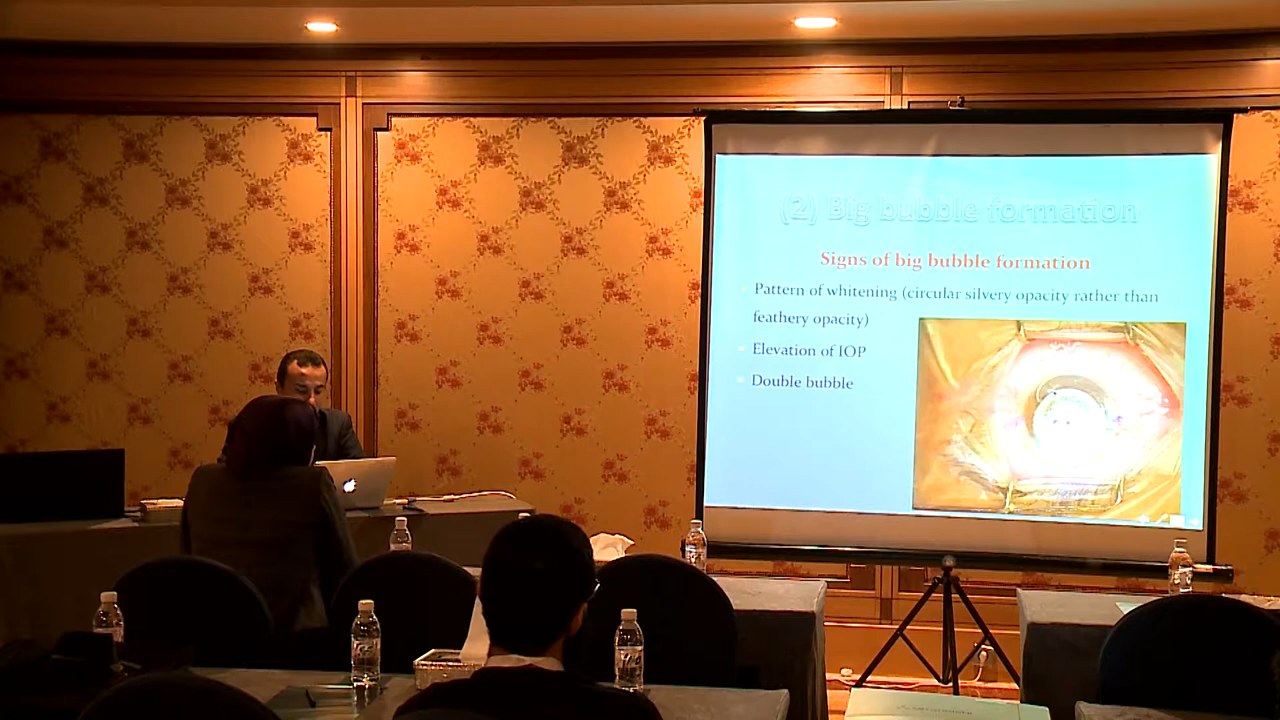 (2) Big bubble formation
Signs of big bubble formation
Pattern of whitening (circular silvery opacity rather than
feathery opacity)
Elevation of IOP
Double bubble